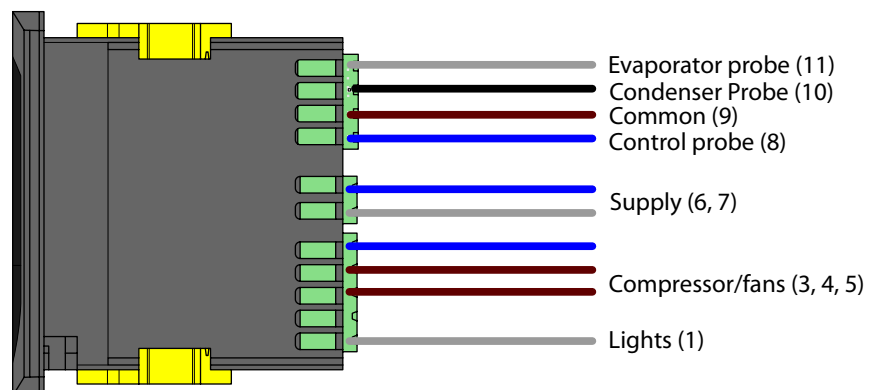 Evaporator probe (11)
Condenser Probe (10)
Common (9)
Control probe (8)
Supply (6, 7)
Compressor/fans (3, 4, 5)
Lights (1)